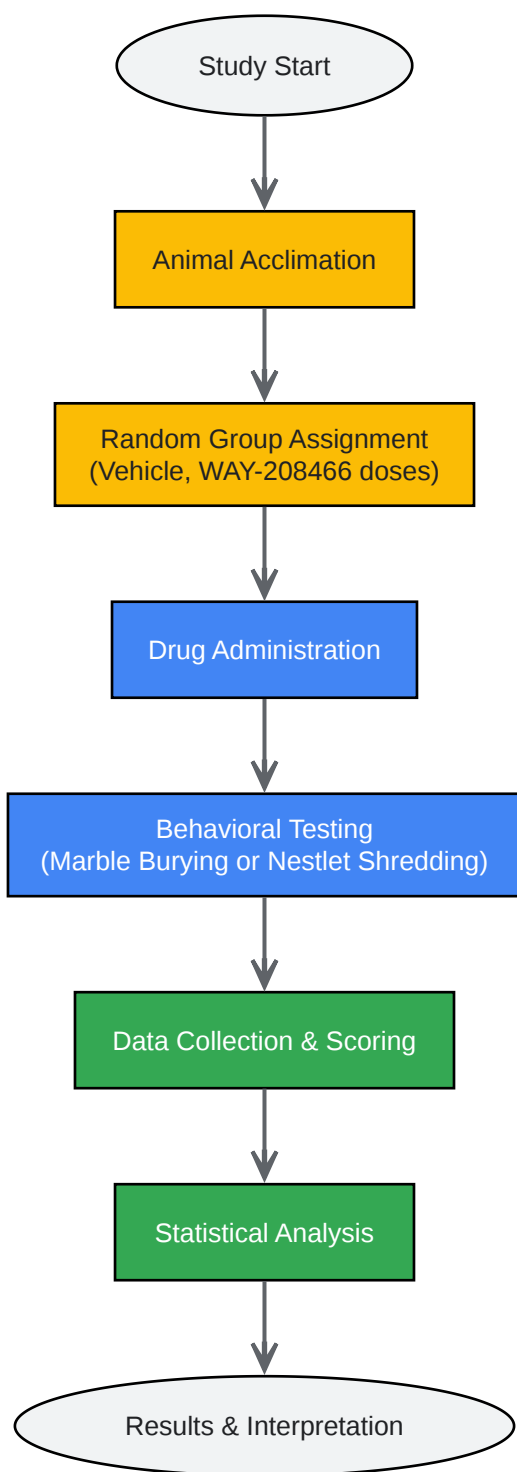 Study Start
Animal Acclimation
Random Group Assignment
(Vehicle, WAY-208466 doses)
Drug Administration
Behavioral Testing
(Marble Burying or Nestlet Shredding)
Data Collection & Scoring
Statistical Analysis
Results & Interpretation